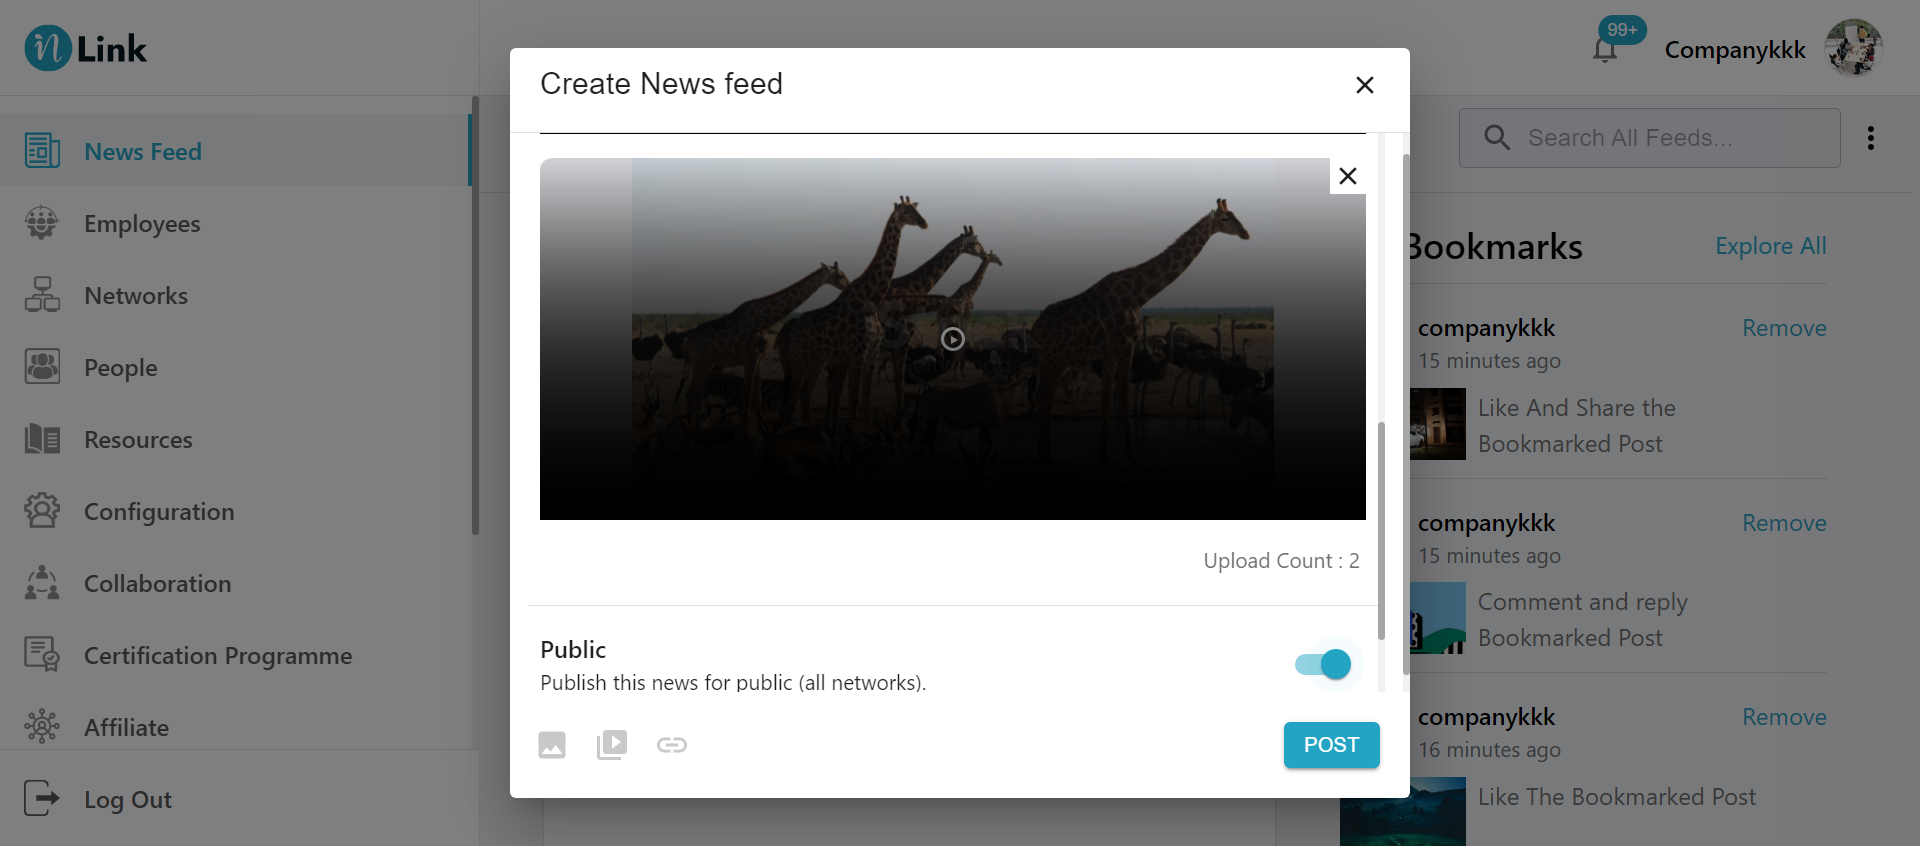 n Link
99+
Companykkk
Create News feed
Search All Feeds...
News Feed
Employees
Networks
People
Resources
Configuration
Collaboration
Certification Programme
Affiliate
Log Out
Upload Count : 2
Public
Publish this news for public (all networks).
POST
Bookmarks
Explore All
companykkk
Remove
15 minutes ago
Like And Share the
Bookmarked Post
companykkk
Remove
15 minutes ago
Comment and reply
Bookmarked Post
companykkk
Remove
16 minutes ago
Like The Bookmarked Post